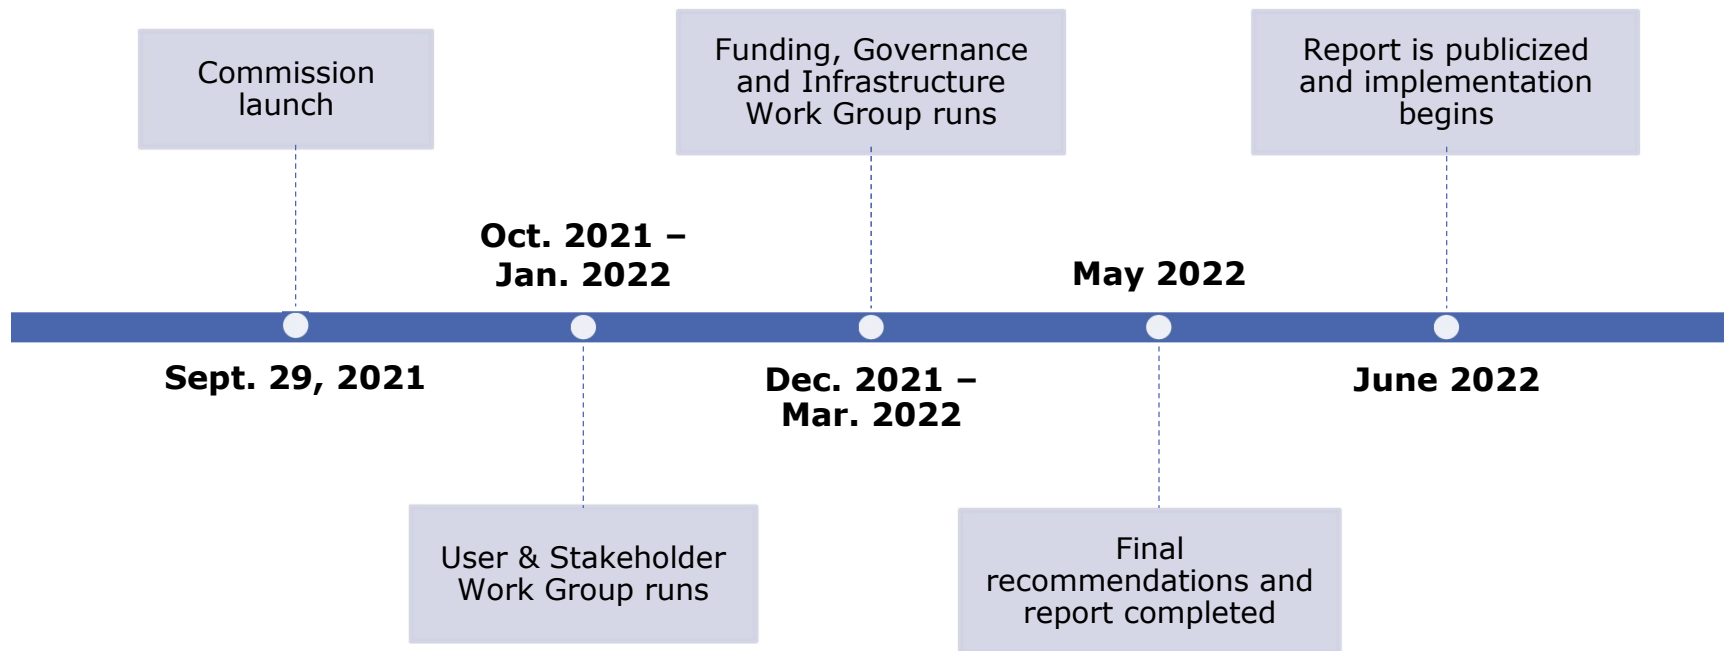 Commission
launch
Sept. 29, 2021
Oct. 2021 –
Jan. 2022
User & Stakeholder
Work Group runs
Funding, Governance
and Infrastructure
Work Group runs
Dec. 2021 –
Mar. 2022
May 2022
Final
recommendations and
report completed
Report is publicized
and implementation
begins
June 2022